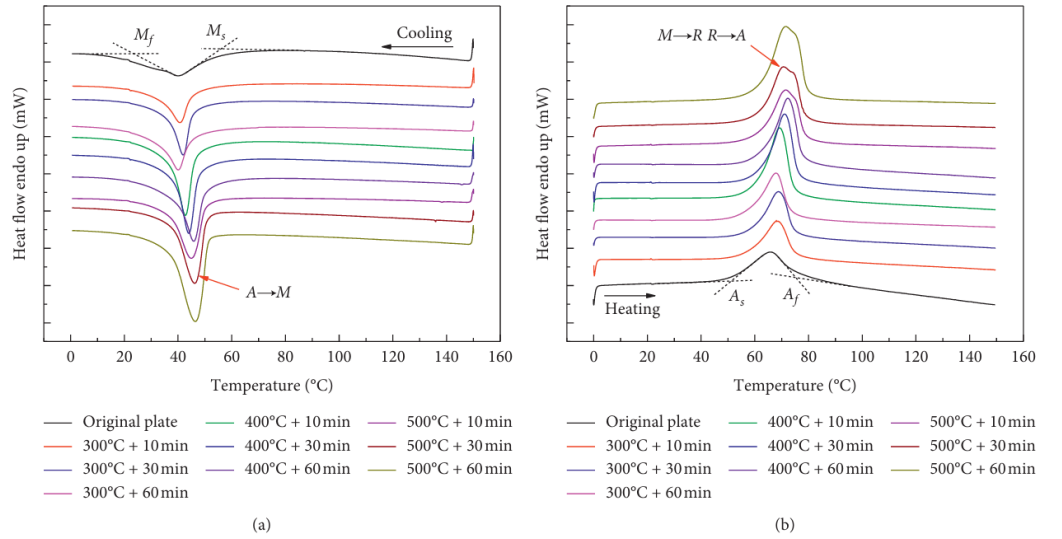 M_f
M_s
Cooling
A→M
Heat flow endo up (mW)
0 20 40 60 80 100 120 140 160
Temperature (°C)
Original plate
300°C + 10 min
300°C + 30 min
300°C + 60 min
400°C + 10 min
400°C + 30 min
400°C + 60 min
500°C + 10 min
500°C + 30 min
500°C + 60 min
(a)
M→R R→A
Heating
A_s
A_f
Heat flow endo up (mW)
0 20 40 60 80 100 120 140 160
Temperature (°C)
Original plate
300°C + 10 min
300°C + 30 min
300°C + 60 min
400°C + 10 min
400°C + 30 min
400°C + 60 min
500°C + 10 min
500°C + 30 min
500°C + 60 min
(b)